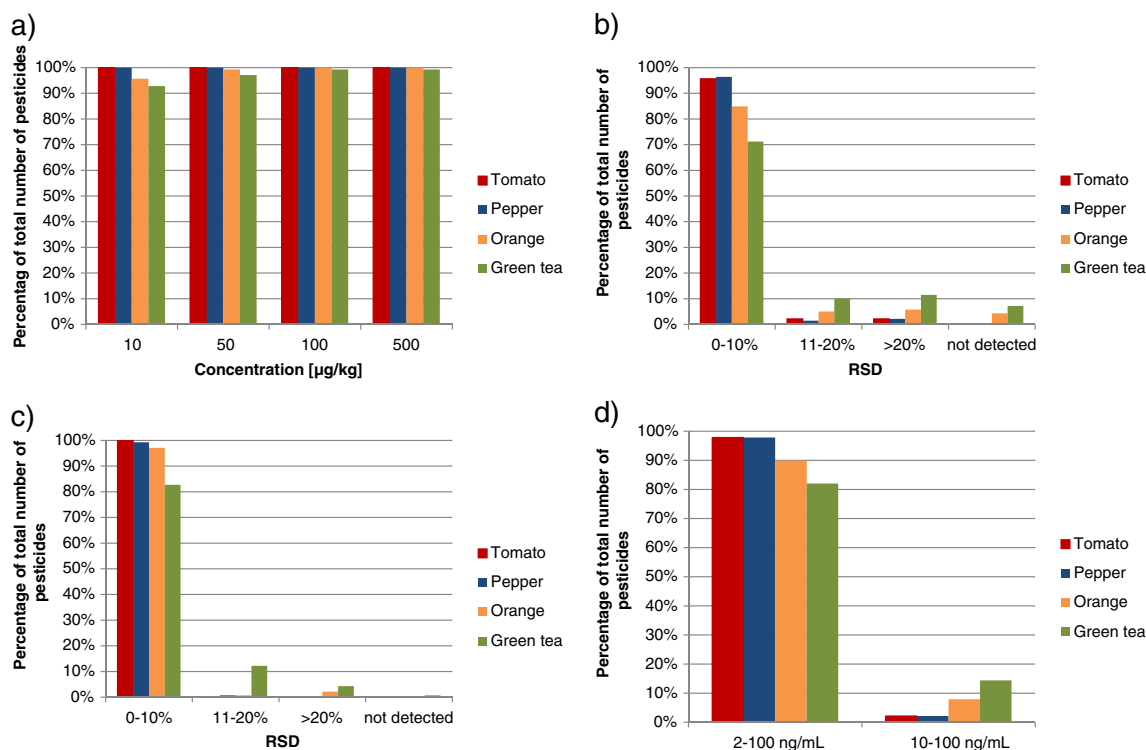 a)
Percentag of total number of pesticides
100%
90%
80%
70%
60%
50%
40%
30%
20%
10%
0%
10 50 100 500
Concentration [µg/kg]
Tomato
Pepper
Orange
Green tea
b)
Percentage of total number of
pesticides
100%
90%
80%
70%
60%
50%
40%
30%
20%
10%
0%
0-10% 11-20% >20% not detected
RSD
Tomato
Pepper
Orange
Green tea
c)
Percentage of total number of
pesticides
100%
90%
80%
70%
60%
50%
40%
30%
20%
10%
0%
0-10% 11-20% >20% not detected
RSD
Tomato
Pepper
Orange
Green tea
d)
Percentage of total number of
pesticides
100%
90%
80%
70%
60%
50%
40%
30%
20%
10%
0%
2-100 ng/mL 10-100 ng/mL
Tomato
Pepper
Orange
Green tea